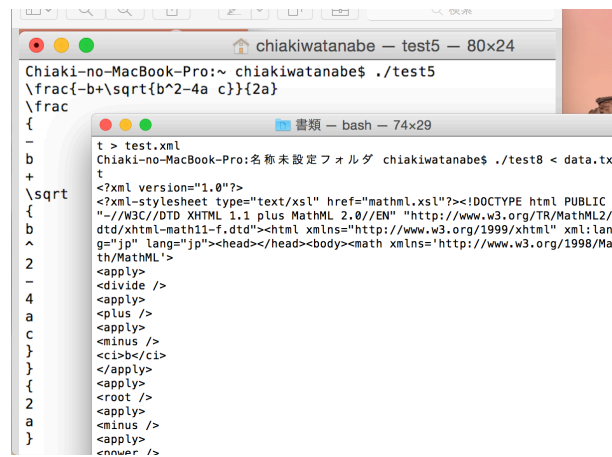 検索
chiakiwatanabe — test5 — 80×24
Chiaki-no-MacBook-Pro:~ chiakiwatanabe$ ./test5
\frac{-b+\sqrt{b^2-4a c}}{2a}
\frac
{
-
b
+
\sqrt
{
b
^
2
-
4
a
c
}
}
{
2
a
}
書類 — bash — 74×29
t > test.xml
Chiaki-no-MacBook-Pro:名称未設定フォルダ chiakiwatanabe$ ./test8 < data.tx
t
<?xml version="1.0"?>
<?xml-stylesheet type="text/xsl" href="mathml.xsl"?><!DOCTYPE html PUBLIC
"-//W3C//DTD XHTML 1.1 plus MathML 2.0//EN" "http://www.w3.org/TR/MathML2/
dtd/xhtml-math11-f.dtd"><html xmlns="http://www.w3.org/1999/xhtml" xml:lan
g="jp" lang="jp"><head></head><body><math xmlns='http://www.w3.org/1998/Ma
th/MathML'>
<apply>
<divide />
<apply>
<plus />
<apply>
<minus />
<ci>b</ci>
</apply>
<apply>
<root />
<apply>
<minus />
<apply>
<power />